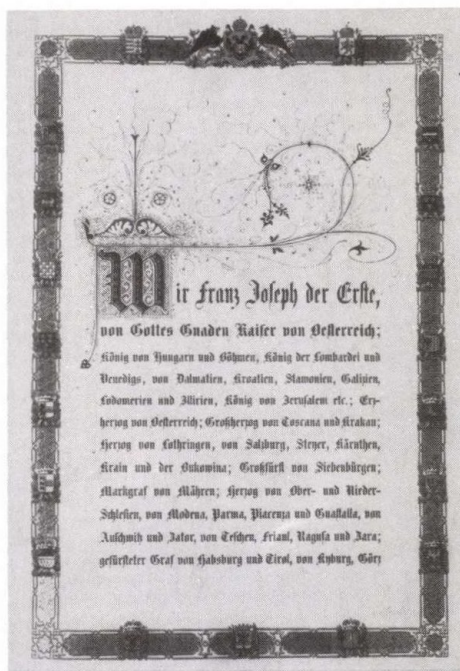 Wir Franz Joseph der Erste,
von Gottes Gnaden Kaiser von Oesterreich;
König von Hungarn und Böhmen, König der Lombardei und
Venedigs, von Dalmatien, Kroatien, Slawonien, Galizien,
Lodomerien und Illirien, König von Jerusalem etc.; Erz-
herzog von Oesterreich; Großherzog von Toscana und Krakau;
Herzog von Lothringen, von Salzburg, Steyer, Kärnthen,
Krain und der Bukowina; Großfürst von Siebenbürgen;
Markgraf von Mähren; Herzog von Ober- und Nieder-
Schlesien, von Modena, Parma, Piacenza und Guastalla, von
Auschwitz und Zator, von Teschen, Friaul, Ragusa und Zara;
gefürsteter Graf von Habsburg und Tirol, von Kyburg, Görz